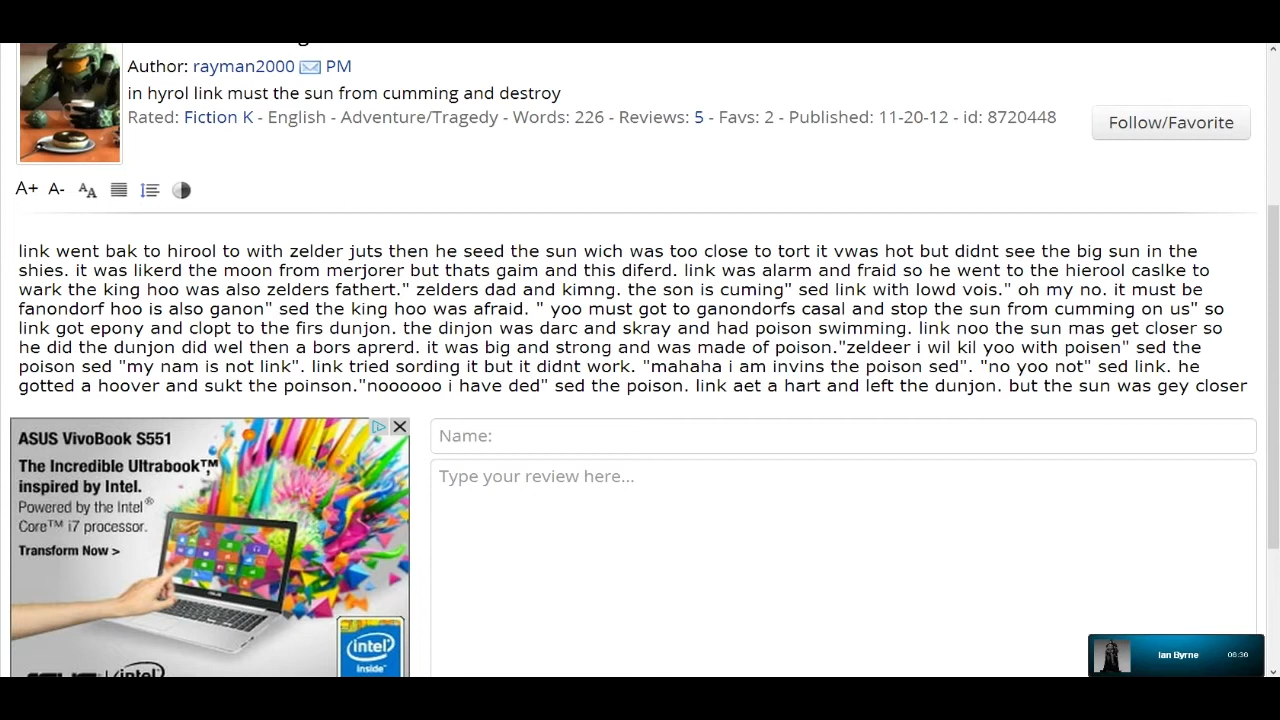 Author: rayman2000 PM
in hyrol link must the sun from cumming and destroy
Rated: Fiction K - English - Adventure/Tragedy - Words: 226 - Reviews: 5 - Favs: 2 - Published: 11-20-12 - id: 8720448
Follow/Favorite
A+ A- AA
link went bak to hirool to with zelder juts then he seed the sun wich was too close to tort it vwas hot but didnt see the big sun in the
shies. it was likerd the moon from merjorer but thats gaim and this diferd. link was alarm and fraid so he went to the hierool caslke to
wark the king hoo was also zelders fathert." zelders dad and kimng. the son is cuming" sed link with lowd vois." oh my no. it must be
fanondorf hoo is also ganon" sed the king hoo was afraid. " yoo must got to ganondorfs casal and stop the sun from cumming on us" so
link got epony and clopt to the firs dunjon. the dinjon was darc and skray and had poison swimming. link noo the sun mas get closer so
he did the dunjon did wel then a bors aprerd. it was big and strong and was made of poison."zeldeer i wil kil yoo with poisen" sed the
poison sed "my nam is not link". link tried sording it but it didnt work. "mahaha i am invins the poison sed". "no yoo not" sed link. he
gotted a hoover and sukt the poinson."noooooo i have ded" sed the poison. link aet a hart and left the dunjon. but the sun was gey closer
ASUS VivoBook S551
The Incredible Ultrabook™,
inspired by Intel.
Powered by the Intel®
Core™ i7 processor.
Transform Now >
intel
inside™
ASUS intel
Name:
Type your review here...
Ian Byrne 06:30